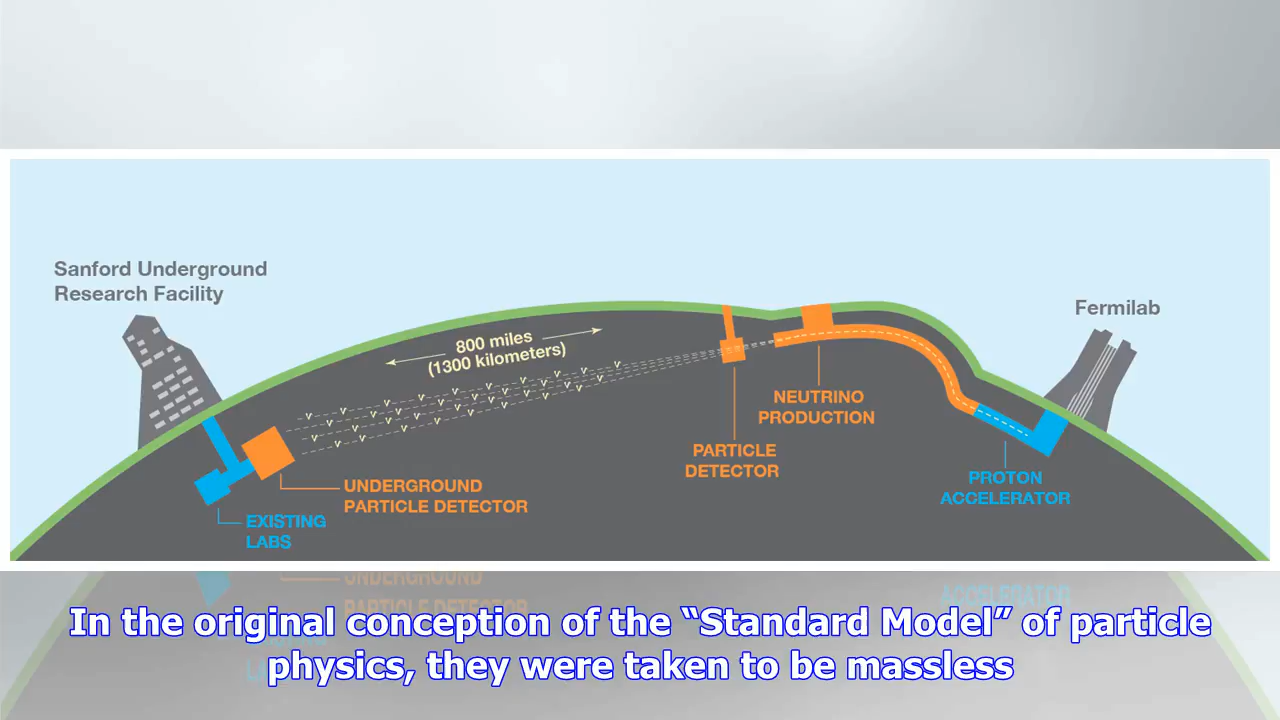 Sanford Underground
Research Facility
Fermilab
800 miles
(1300 kilometers)
NEUTRINO
PRODUCTION
PARTICLE
DETECTOR
PROTON
ACCELERATOR
UNDERGROUND
PARTICLE DETECTOR
EXISTING
LABS
In the original conception of the “Standard Model” of particle
physics, they were taken to be massless